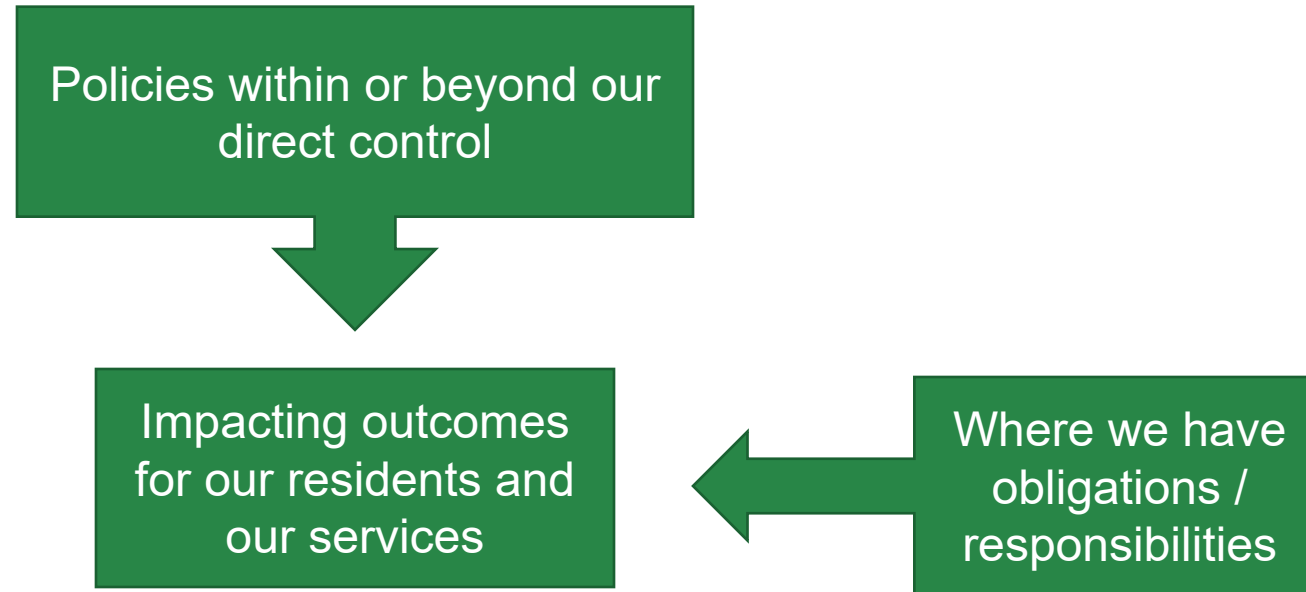 Policies within or beyond our
direct control
Impacting outcomes
for our residents and
our services
Where we have
obligations /
responsibilities